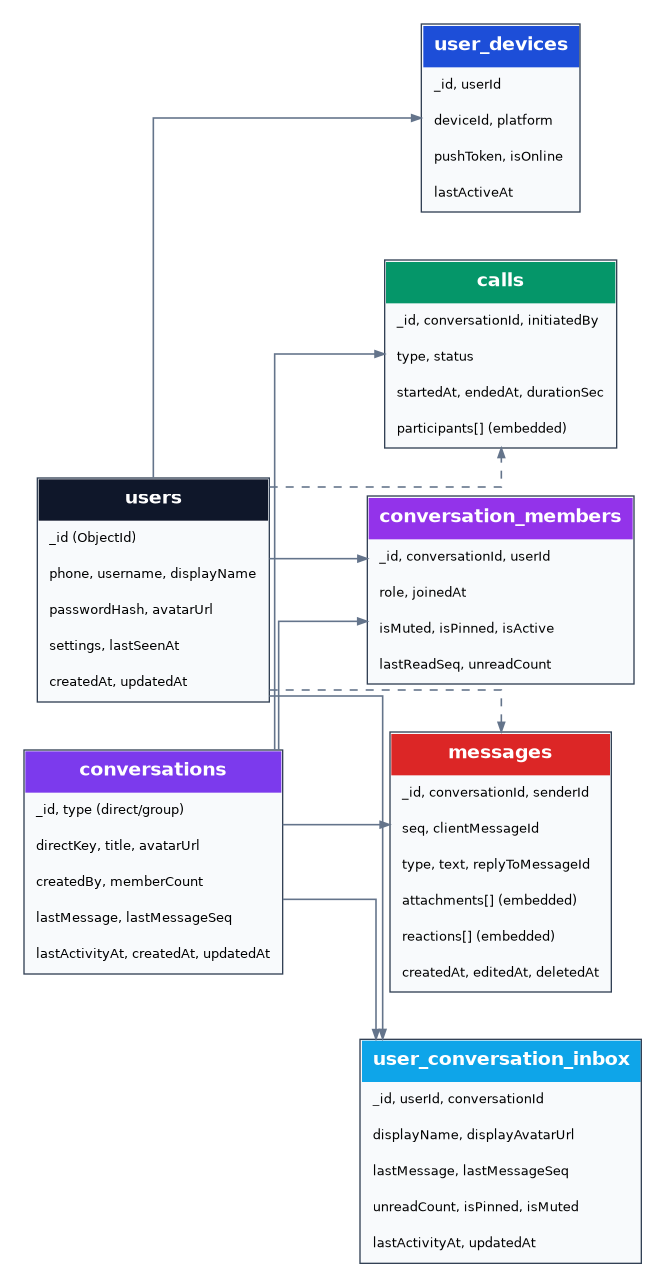 user_devices
_id, userId
deviceId, platform
pushToken, isOnline
lastActiveAt
calls
_id, conversationId, initiatedBy
type, status
startedAt, endedAt, durationSec
participants[] (embedded)
users
_id (ObjectId)
phone, username, displayName
passwordHash, avatarUrl
settings, lastSeenAt
createdAt, updatedAt
conversation_members
_id, conversationId, userId
role, joinedAt
isMuted, isPinned, isActive
lastReadSeq, unreadCount
conversations
_id, type (direct/group)
directKey, title, avatarUrl
createdBy, memberCount
lastMessage, lastMessageSeq
lastActivityAt, createdAt, updatedAt
messages
_id, conversationId, senderId
seq, clientMessageId
type, text, replyToMessageId
attachments[] (embedded)
reactions[] (embedded)
createdAt, editedAt, deletedAt
user_conversation_inbox
_id, userId, conversationId
displayName, displayAvatarUrl
lastMessage, lastMessageSeq
unreadCount, isPinned, isMuted
lastActivityAt, updatedAt